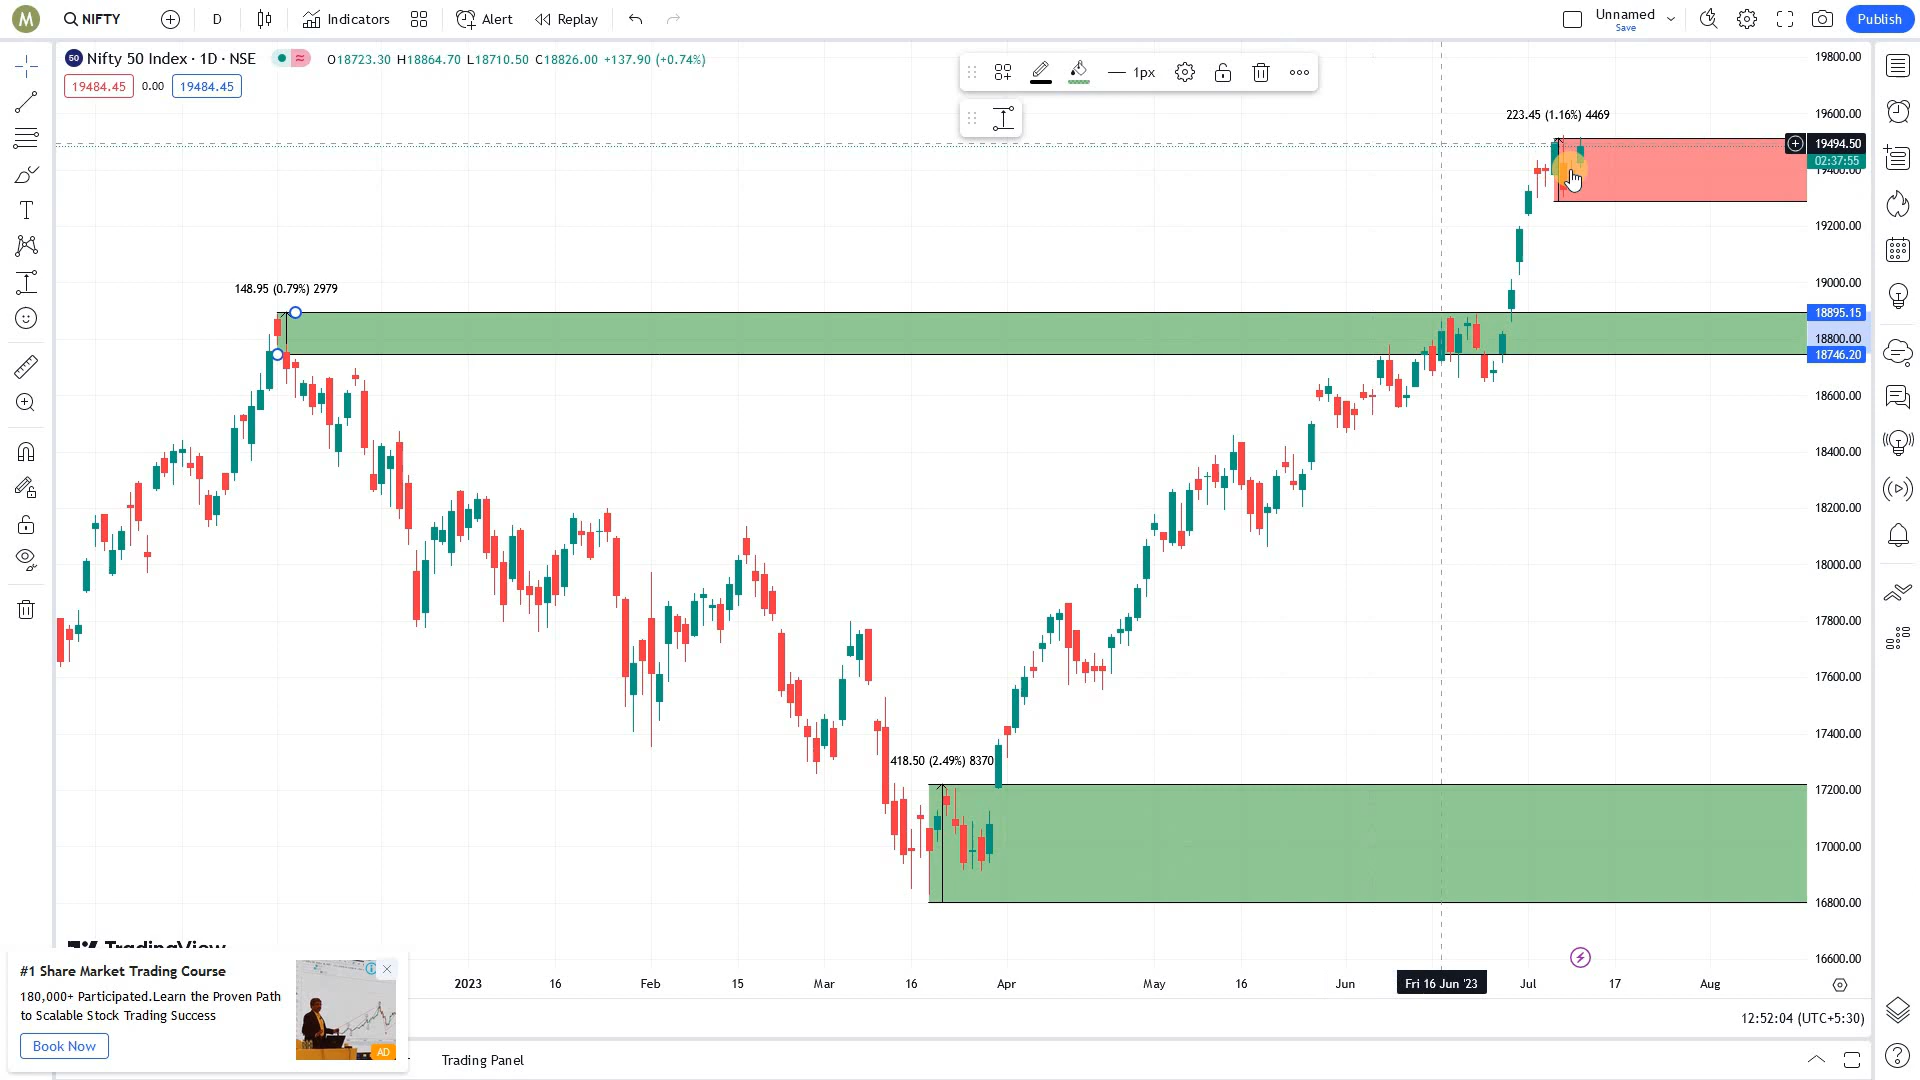 M
NIFTY
D
Indicators
Alert
Replay
Unnamed
Save
Publish
50 Nifty 50 Index · 1D · NSE
O18723.30 H18864.70 L18710.50 C18826.00 +137.90 (+0.74%)
19484.45 0.00 19484.45
1px
19800.00
223.45 (1.16%) 4469
19600.00
19494.50
02:37:55
19400.00
19200.00
148.95 (0.79%) 2979
19000.00
18895.15
18800.00
18746.20
18600.00
18400.00
18200.00
18000.00
17800.00
17600.00
17400.00
418.50 (2.49%) 8370
17200.00
17000.00
16800.00
TradingView
16600.00
2023 16 Feb 15 Mar 16 Apr May 16 Jun Fri 16 Jun '23 Jul 17 Aug
#1 Share Market Trading Course
180,000+ Participated.Learn the Proven Path
to Scalable Stock Trading Success
Book Now
AD
12:52:04 (UTC+5:30)
Trading Panel